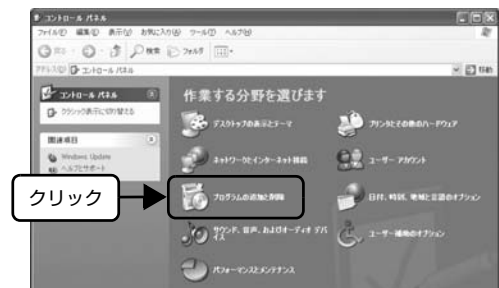 コントロール パネル
ファイル(F) 編集(E) 表示(V) お気に入り(A) ツール(T) ヘルプ(H)
戻る 検索 フォルダ
アドレス(D) コントロール パネル 移動
コントロール パネル
クラシック表示に切り替える
関連項目
Windows Update
ヘルプとサポート
作業する分野を選びます
デスクトップの表示とテーマ
プリンタとその他のハードウェア
ネットワークとインターネット接続
ユーザー アカウント
クリック
プログラムの追加と削除
日付、時刻、地域と言語のオプション
サウンド、音声、およびオーディオ デバ
イス
ユーザー補助のオプション
パフォーマンスとメンテナンス